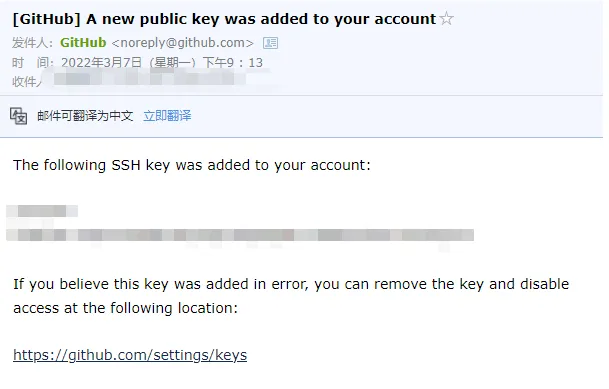 [GitHub] A new public key was added to your account☆
发件人：GitHub <noreply@github.com>
时　间：2022年3月7日（星期一）下午9：13
收件人
邮件可翻译为中文 立即翻译
The following SSH key was added to your account:
If you believe this key was added in error, you can remove the key and disable
access at the following location:
https://github.com/settings/keys